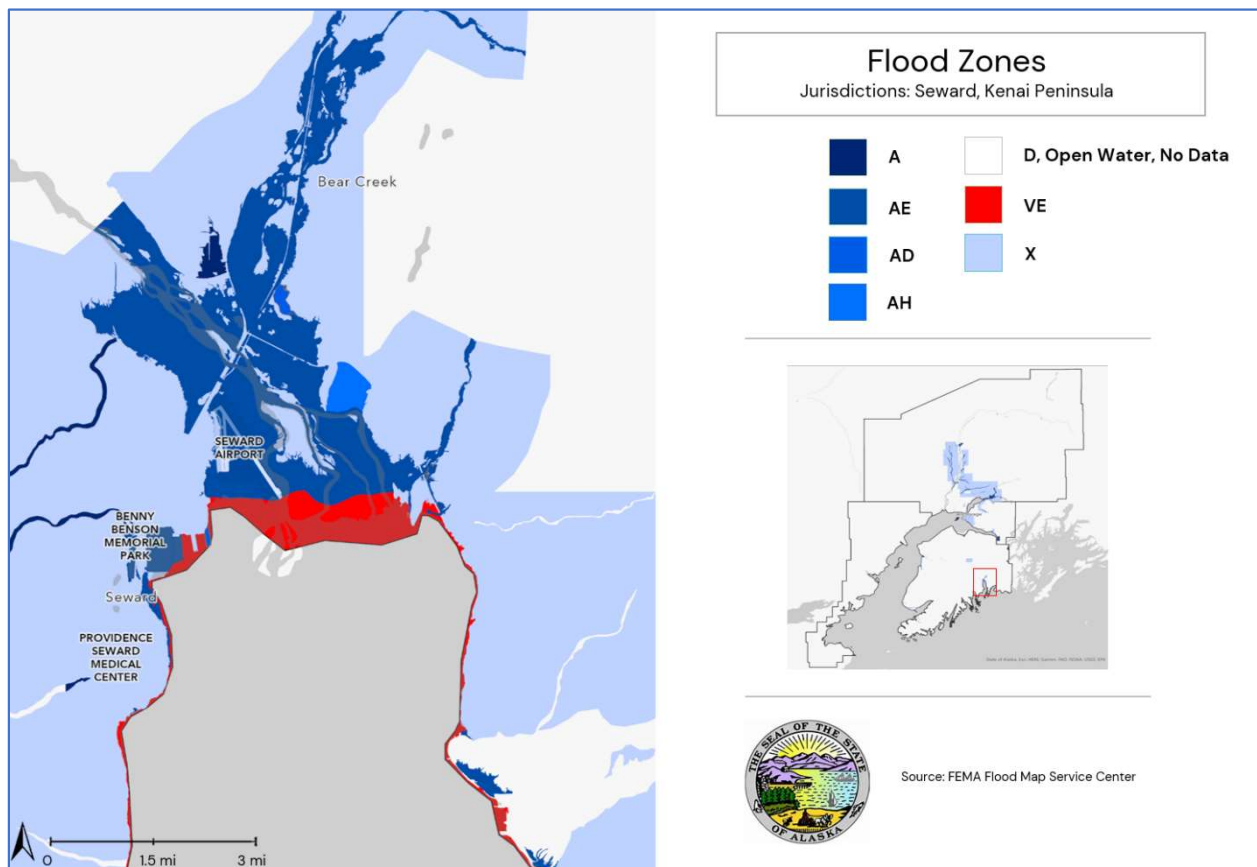 Flood Zones
Jurisdictions: Seward, Kenai Peninsula
A
D, Open Water, No Data
AE
VE
AD
X
AH
Bear Creek
SEWARD
AIRPORT
BENNY
BENSON
MEMORIAL
PARK
Seward
PROVIDENCE
SEWARD
MEDICAL
CENTER
0
1.5 mi
3 mi
THE SEAL OF THE STATE
OF ALASKA
Source: FEMA Flood Map Service Center